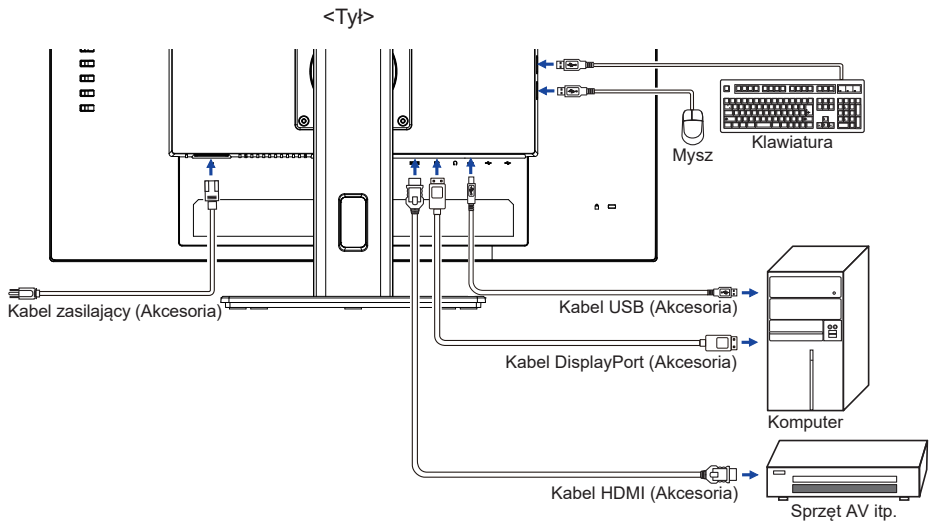 <Tył>
Mysz
Klawiatura
Kabel zasilający (Akcesoria)
Kabel USB (Akcesoria)
Kabel DisplayPort (Akcesoria)
Komputer
Kabel HDMI (Akcesoria)
Sprzęt AV itp.